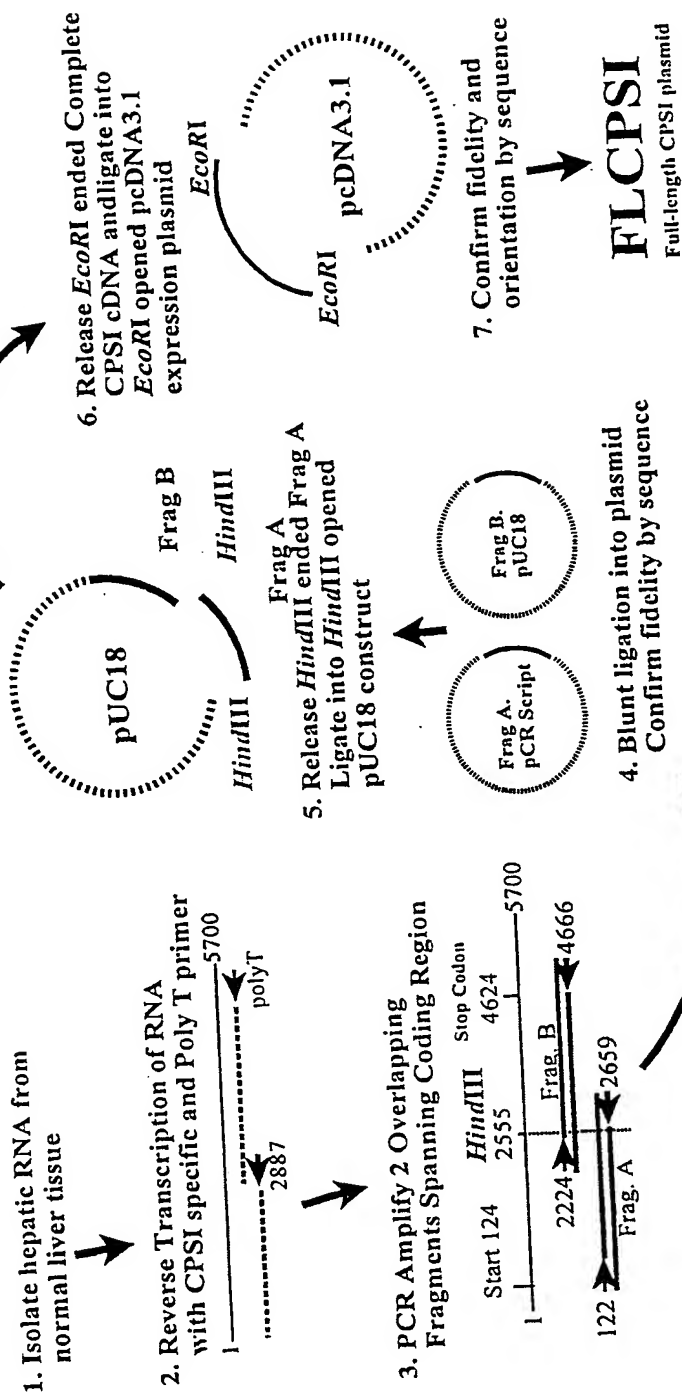 1. Isolate hepatic RNA from
normal liver tissue
2. Reverse Transcription of RNA
with CPSI specific and Poly T primer
1
5700
polyT
2887
3. PCR Amplify 2 Overlapping
Fragments Spanning Coding Region
Start 124
HindIII
Stop Codon
2555
4624
1
5700
2224
Frag. B
4666
122
Frag. A
2659
4. Blunt ligation into plasmid
Confirm fidelity by sequence
Frag A.
pCR Script
Frag B.
pUC18
5. Release HindIII ended Frag A
Frag A
Ligate into HindIII opened
pUC18 construct
pUC18
HindIII
Frag B
HindIII
6. Release EcoRI ended Complete
CPSI cDNA andligate into
EcoRI opened pcDNA3.1
expression plasmid
EcoRI
EcoRI
pcDNA3.1
7. Confirm fidelity and
orientation by sequence
FLCPSI
Full-length CPSI plasmid